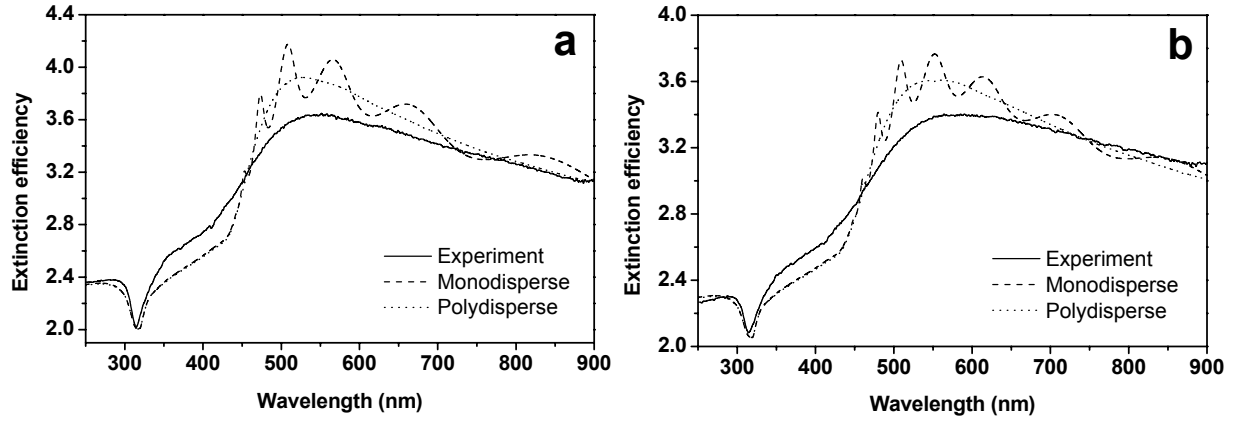 a
Extinction efficiency
4.4
4.0
3.6
3.2
2.8
2.4
2.0
Experiment
Monodisperse
Polydisperse
300 400 500 600 700 800 900
Wavelength (nm)
b
Extinction efficiency
4.0
3.6
3.2
2.8
2.4
2.0
Experiment
Monodisperse
Polydisperse
300 400 500 600 700 800 900
Wavelength (nm)